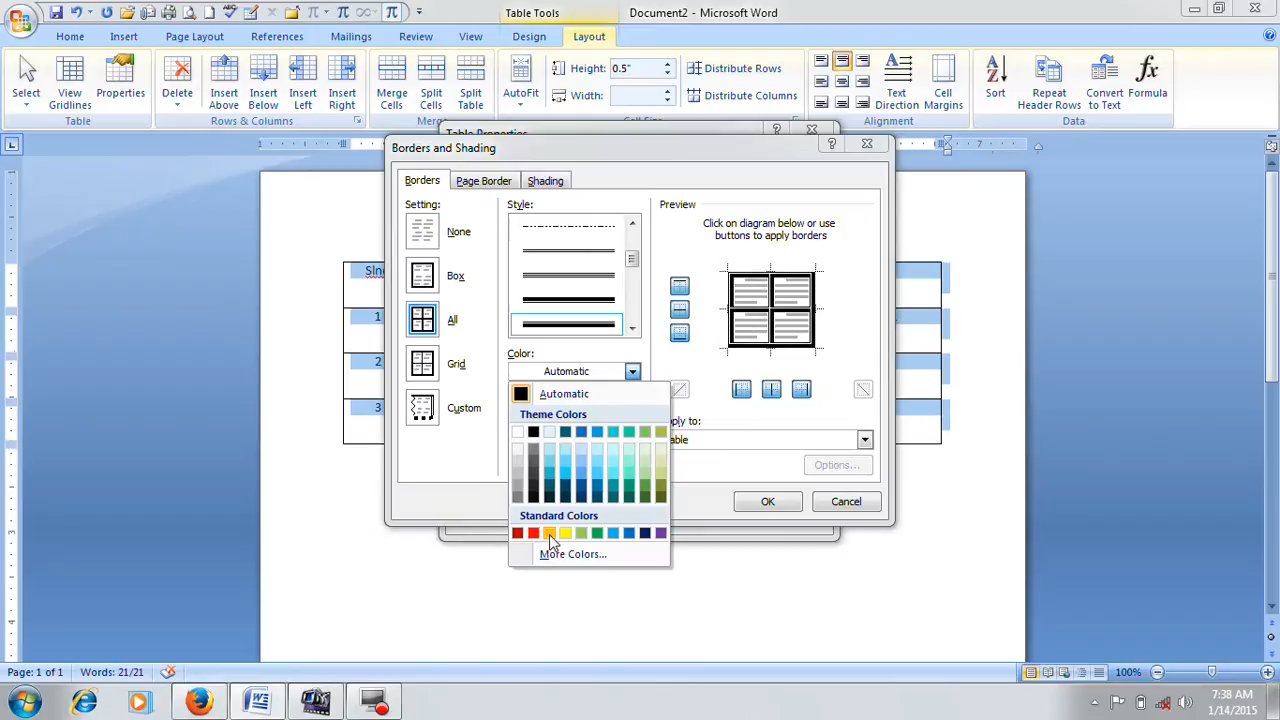 Table Tools
Document2 - Microsoft Word
Home Insert Page Layout References Mailings Review View Design Layout
Select
View Gridlines
Properties
Table
Delete
Insert Above
Insert Below
Insert Left
Insert Right
Rows & Columns
Merge Cells
Split Cells
Split Table
AutoFit
Height: 0.5"
Width:
Distribute Rows
Distribute Columns
Text Direction
Cell Margins
Alignment
Sort
Repeat Header Rows
Convert to Text
Formula
Data
Table Properties
Borders and Shading
Borders Page Border Shading
Setting:
None
Box
All
Grid
Custom
Style:
Color:
Automatic
Automatic
Theme Colors
Standard Colors
More Colors...
Preview
Click on diagram below or use
buttons to apply borders
Options...
OK Cancel
1
2
3
Page: 1 of 1 Words: 21/21 100%
7:38 AM
1/14/2015